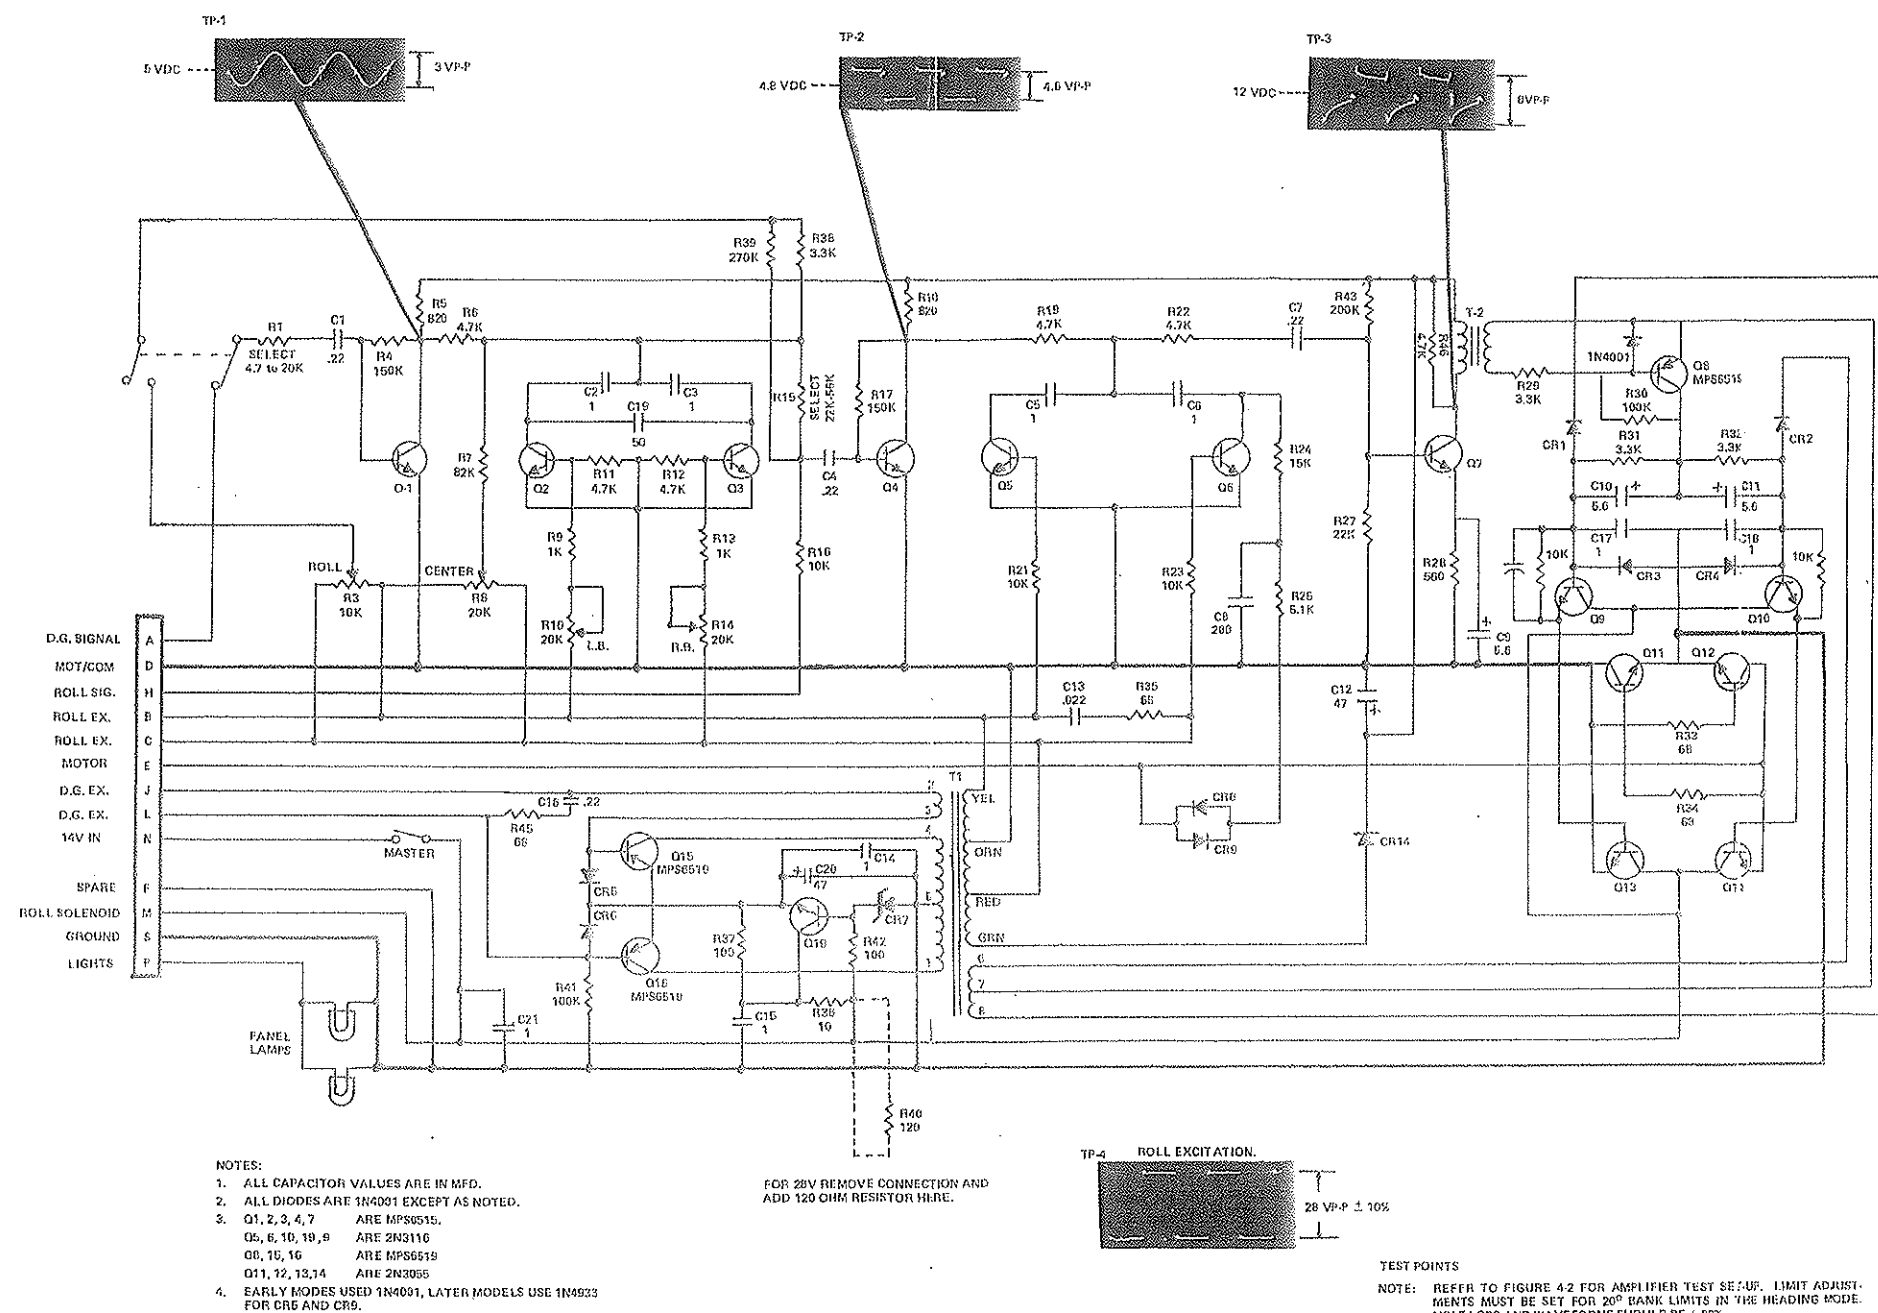 TP-1
5 VDC
3 VP-P
TP-2
4.8 VDC
4.6 VP-P
TP-3
12 VDC
8VP-P
R39
270K
R38
3.3K
R1
SELECT
4.7 to 20K
C1
.22
R4
150K
R5
820
R6
4.7K
C2
1
C3
1
C19
50
R15
SELECT
22K-56K
R17
150K
820
R19
4.7K
R22
4.7K
C7
.22
R43
200K
R46
4.7K
T-2
1N4001
Q8
MPS6515
R29
3.3K
R30
100K
R31
3.3K
3.3K
CR1
CR2
R7
82K
Q-1
Q2
R11
4.7K
R12
4.7K
Q3
C4
.22
Q4
C5
1
C6
1
Q5
Q6
R24
15K
Q7
C10
5.6
C11
5.6
C17
1
C18
1
10K
10K
CR3
CR4
R9
1K
R13
1K
R16
10K
R27
22K
R28
560
ROLL
R3
10K
CENTER
R8
20K
R10
20K
L.B.
R14
20K
R.B.
R21
10K
R23
10K
C8
200
5.1K
C9
6.6
Q9
Q10
D.G. SIGNAL A
MOT/COM D
ROLL SIG. H
ROLL EX. B
ROLL EX. C
MOTOR E
D.G. EX. J
D.G. EX. L
14V IN N
SPARE F
ROLL SOLENOID M
GROUND S
LIGHTS P
Q11
Q12
R33
68
R34
Q13
C13
.022
R35
68
C12
47
C16 .22
R45
68
MASTER
Q15
MPS6519
CR5
CR6
Q16
MPS6519
R41
100K
C14
1
C20
47
CR7
Q19
R37
100
R42
100
C15
1
R36
10
T1
2
3
4
1
YEL
ORN
RED
GRN
6
7
8
CR8
CR9
CR14
C21
1
PANEL
LAMPS
R40
120
FOR 28V REMOVE CONNECTION AND
ADD 120 OHM RESISTOR HERE.
TP-4 ROLL EXCITATION.
28 VP-P ± 10%
NOTES:
1. ALL CAPACITOR VALUES ARE IN MFD.
2. ALL DIODES ARE 1N4001 EXCEPT AS NOTED.
3. Q1, 2, 3, 4, 7 ARE MPS6515.
Q5, 6, 10, 19, 9 ARE 2N3116
Q8, 15, 16 ARE MPS6519
Q11, 12, 13, 14 ARE 2N3055
4. EARLY MODES USED 1N4001, LATER MODELS USE 1N4933
FOR AND CR9.
TEST POINTS
NOTE: REFER TO FIGURE 4-2 FOR AMPLIFIER TEST SET-UP. LIMIT ADJUST-
MENTS MUST BE SET FOR 20° BANK LIMITS IN THE HEADING MODE.